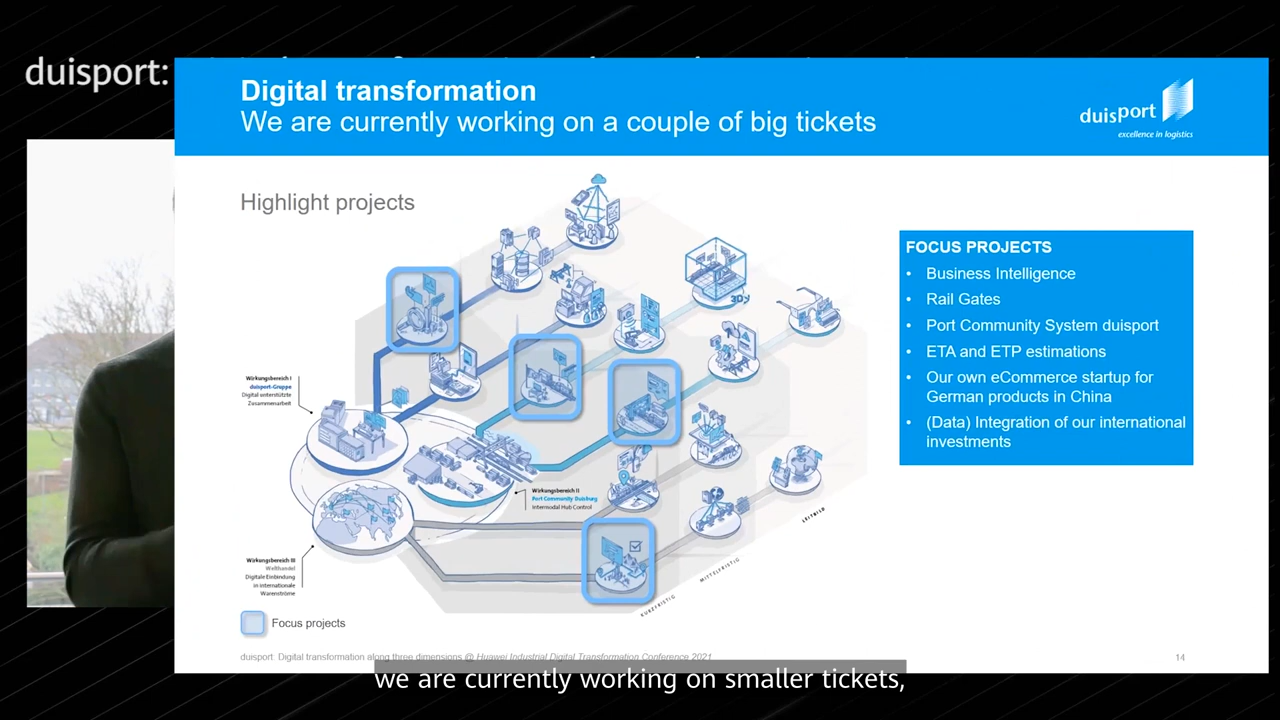 duisport:
Digital transformation
We are currently working on a couple of big tickets
duisport
excellence in logistics
Highlight projects
FOCUS PROJECTS
• Business Intelligence
• Rail Gates
• Port Community System duisport
• ETA and ETP estimations
• Our own eCommerce startup for
German products in China
• (Data) Integration of our international
investments
3D
Wirkungsbereich I
duisport-Gruppe
Digital unterstützte
Zusammenarbeit
Wirkungsbereich II
Port Community Duisburg
Intermodal Hub Control
Wirkungsbereich III
Welthandel
Digitale Einbindung
in internationale
Warenströme
LEITBILD
MITTELFRISTIG
KURZFRISTIG
Focus projects
duisport: Digital transformation along three dimensions @ Huawei Industrial Digital Transformation Conference 2021
14
we are currently working on smaller tickets,